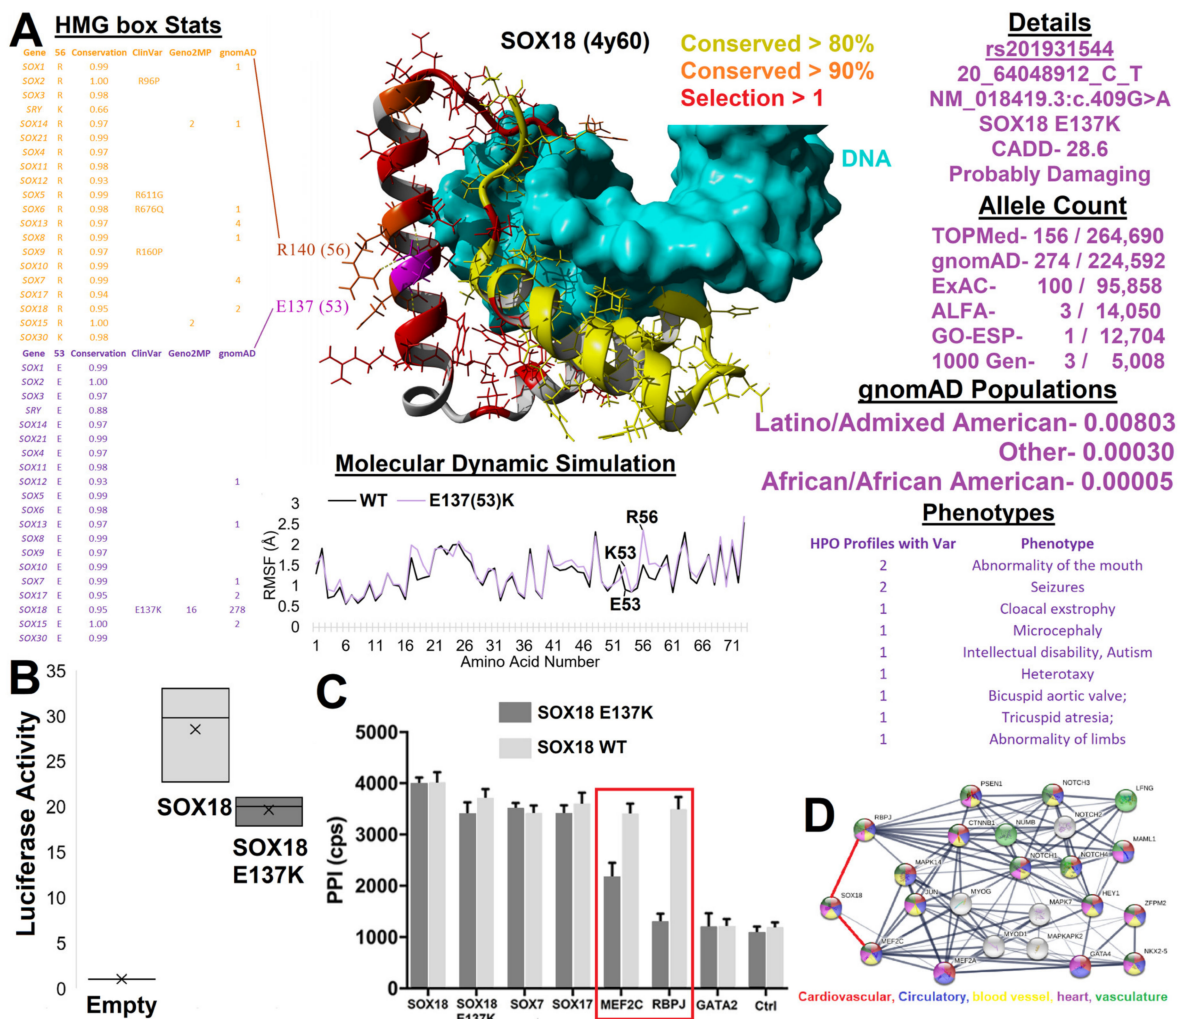 A
HMG box Stats
Gene 56 Conservation ClinVar Geno2MP gnomAD
SOX1 R 0.99 1
SOX2 R 1.00 R96P
SOX3 R 0.98
SRY K 0.66
SOX14 R 0.97 2 1
SOX21 R 0.99
SOX4 R 0.97
SOX11 R 0.98
SOX12 R 0.93
SOX5 R 0.99 R611G
SOX6 R 0.98 R676Q 1
SOX13 R 0.97 4
SOX8 R 0.99 1
SOX9 R 0.97 R160P
SOX10 R 0.99
SOX7 R 0.99 4
SOX17 R 0.94
SOX18 R 0.95 2
SOX15 R 1.00 2
SOX30 K 0.98
Gene 53 Conservation ClinVar Geno2MP gnomAD
SOX1 E 0.99
SOX2 E 1.00
SOX3 E 0.97
SRY E 0.88
SOX14 E 0.97
SOX21 E 0.99
SOX4 E 0.97
SOX11 E 0.98
SOX12 E 0.93 1
SOX5 E 0.99
SOX6 E 0.98
SOX13 E 0.97 1
SOX8 E 0.99
SOX9 E 0.97
SOX10 E 0.99
SOX7 E 0.99 1
SOX17 E 0.95 2
SOX18 E 0.95 E137K 16 278
SOX15 E 1.00 2
SOX30 E 0.99
R140 (56)
E137 (53)
SOX18 (4y60)
Conserved > 80%
Conserved > 90%
Selection > 1
DNA
Molecular Dynamic Simulation
WT E137(53)K
RMSF (Å)
3
2.5
2
1.5
1
0.5
0
R56
K53
E53
1 6 11 16 21 26 31 36 41 46 51 56 61 66 71
Amino Acid Number
Details
rs201931544
20_64048912_C_T
NM_018419.3:c.409G>A
SOX18 E137K
CADD- 28.6
Probably Damaging
Allele Count
TOPMed- 156 / 264,690
gnomAD- 274 / 224,592
ExAC- 100 / 95,858
ALFA- 3 / 14,050
GO-ESP- 1 / 12,704
1000 Gen- 3 / 5,008
gnomAD Populations
Latino/Admixed American- 0.00803
Other- 0.00030
African/African American- 0.00005
Phenotypes
HPO Profiles with Var Phenotype
2 Abnormality of the mouth
2 Seizures
1 Cloacal exstrophy
1 Microcephaly
1 Intellectual disability, Autism
1 Heterotaxy
1 Bicuspid aortic valve;
1 Tricuspid atresia;
1 Abnormality of limbs
B
Luciferase Activity
35
30
25
20
15
10
5
0
Empty
SOX18
SOX18
E137K
C
SOX18 E137K
SOX18 WT
PPI (cps)
5000
4000
3000
2000
1000
0
SOX18 SOX18 SOX7 SOX17 MEF2C RBPJ GATA2 Ctrl
E137K
D
PSEN1
NOTCH3
LFNG
RBPJ
CTNNB1
NUMB
NOTCH2
MAML1
MAPK14
NOTCH1
NOTCH4
SOX18
JUN
MYOG
MAPK7
HEY1
ZFPM2
MEF2C
MYOD1
MAPKAPK2
MEF2A
GATA4
NKX2-5
Cardiovascular, Circulatory, blood vessel, heart, vasculature